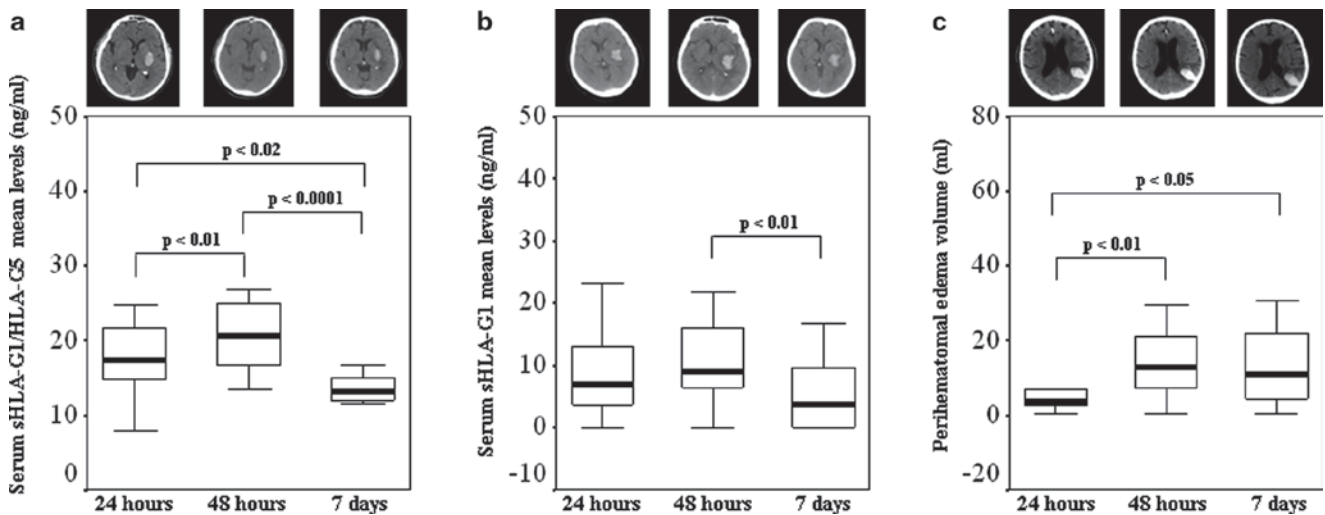 a
Serum sHLA-G1/HLA-G5 mean levels (ng/ml)
50
40
30
20
10
0
p < 0.02
p < 0.0001
p < 0.01
24 hours 48 hours 7 days
b
Serum sHLA-G1 mean levels (ng/ml)
50
40
30
20
10
0
-10
p < 0.01
24 hours 48 hours 7 days
c
Perihematomal edema volume (ml)
80
60
40
20
0
-20
p < 0.05
p < 0.01
24 hours 48 hours 7 days